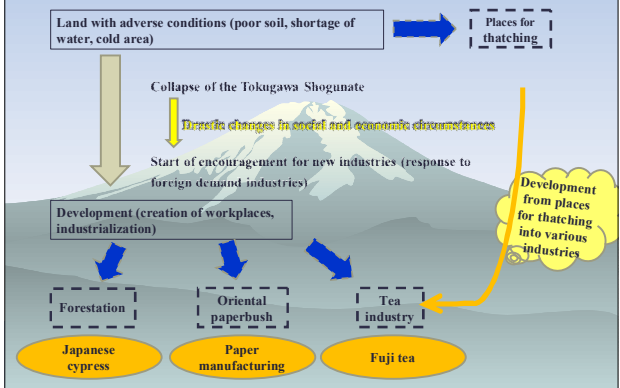 Land with adverse conditions (poor soil, shortage of
water, cold area)
Places for
thatching
Collapse of the Tokugawa Shogunate
Drastic changes in social and economic circumstances
Start of encouragement for new industries (response to
foreign demand industries)
Development
from places
for thatching
into various
industries
Development (creation of workplaces,
industrialization)
Forestation
Oriental
paperbush
Tea
industry
Japanese
cypress
Paper
manufacturing
Fuji tea